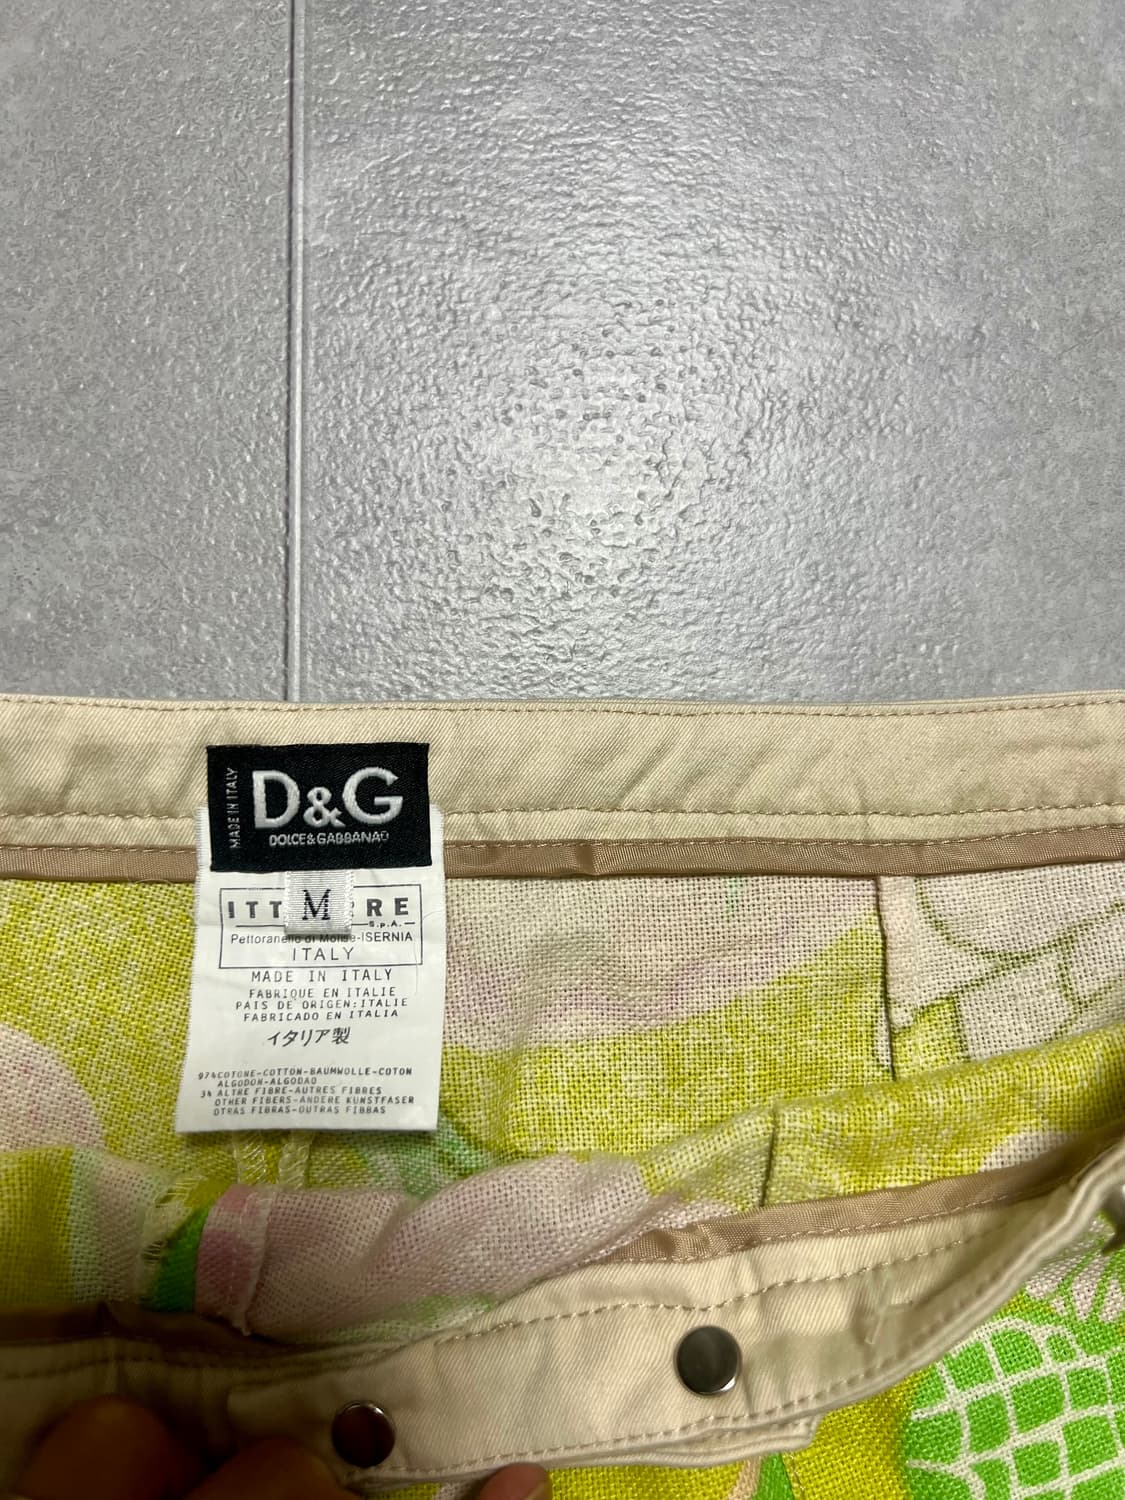 MADE IN ITALY
D&G
DOLCE&GABBANA
M
ITT RE
S.p.A.
Pettoranello di Molise-ISERNIA
ITALY
MADE IN ITALY
FABRIQUE EN ITALIE
PAIS DE ORIGEN:ITALIE
FABRICADO EN ITALIA
イタリア製
97%COTONE-COTTON-BAUMWOLLE-COTON
ALGODON-ALGODAO
3% ALTRE FIBRE-AUTRES FIBRES
OTHER FIBERS-ANDERE KUNSTFASER
OTRAS FIBRAS-OUTRAS FIBBAS